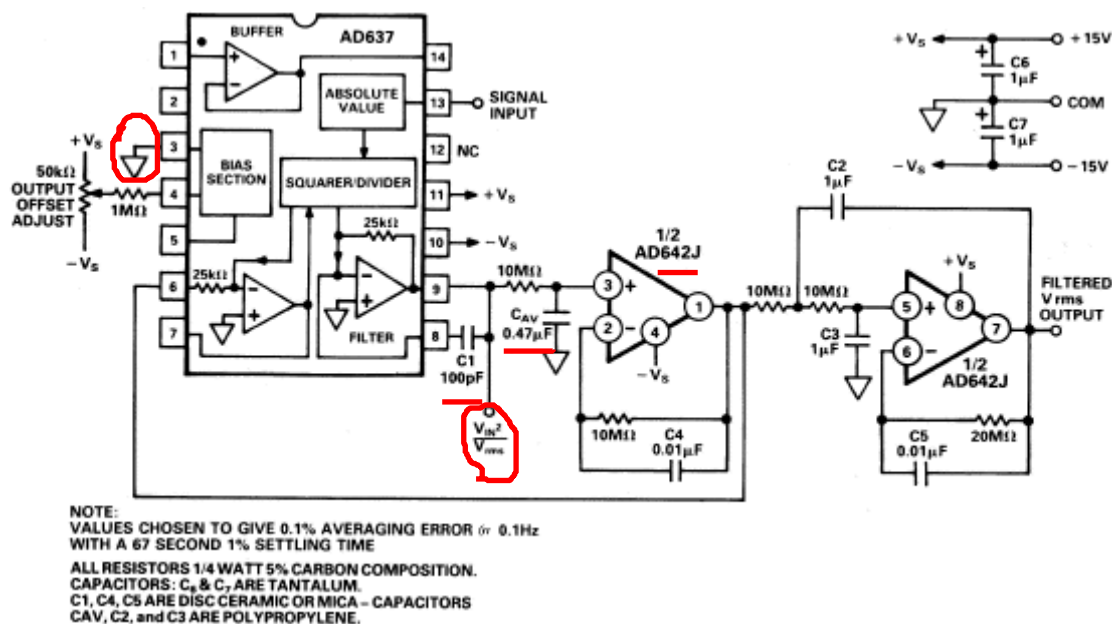 BUFFER
AD637
1
14
2
ABSOLUTE
VALUE
13
SIGNAL
INPUT
3
12
NC
+VS
50kΩ
OUTPUT
OFFSET
ADJUST
-VS
1MΩ
4
BIAS
SECTION
SQUARER/DIVIDER
11
+VS
5
25kΩ
10
-VS
6
25kΩ
9
7
FILTER
8
C1
100pF
VIN²
Vrms
10MΩ
CAV
0.47µF
1/2
AD642J
3
+
2
-
1
4
-VS
10MΩ
C4
0.01µF
10MΩ
10MΩ
C2
1µF
C3
1µF
+VS
5
+
6
-
8
7
1/2
AD642J
FILTERED
V rms
OUTPUT
C5
0.01µF
20MΩ
+VS
+15V
+
C6
1µF
COM
+
C7
1µF
-VS
-15V
NOTE:
VALUES CHOSEN TO GIVE 0.1% AVERAGING ERROR @ 0.1Hz
WITH A 67 SECOND 1% SETTLING TIME
ALL RESISTORS 1/4 WATT 5% CARBON COMPOSITION.
CAPACITORS: C6 & C7 ARE TANTALUM.
C1, C4, C5 ARE DISC CERAMIC OR MICA – CAPACITORS
CAV, C2, and C3 ARE POLYPROPYLENE.